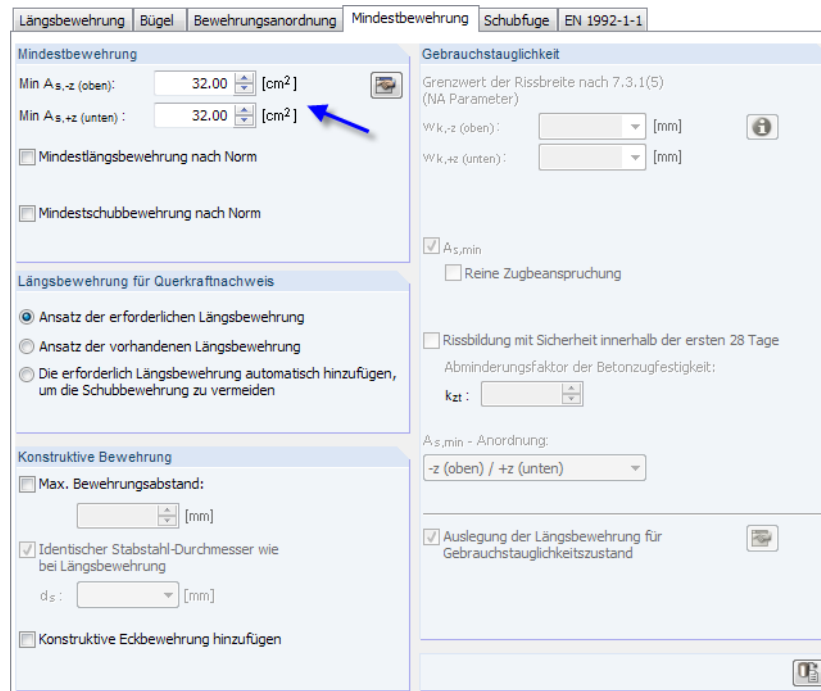 Längsbewehrung Bügel Bewehrungsanordnung Mindestbewehrung Schubfuge EN 1992-1-1
Mindestbewehrung
Min As,-z (oben): 32.00 [cm²]
Min As,+z (unten) : 32.00 [cm²]
Mindestlängsbewehrung nach Norm
Mindestschubbewehrung nach Norm
Längsbewehrung für Querkraftnachweis
Ansatz der erforderlichen Längsbewehrung
Ansatz der vorhandenen Längsbewehrung
Die erforderlich Längsbewehrung automatisch hinzufügen,
um die Schubbewehrung zu vermeiden
Konstruktive Bewehrung
Max. Bewehrungsabstand:
[mm]
Identischer Stabstahl-Durchmesser wie
bei Längsbewehrung
ds : [mm]
Konstruktive Eckbewehrung hinzufügen
Gebrauchstauglichkeit
Grenzwert der Rissbreite nach 7.3.1(5)
(NA Parameter)
wk,-z (oben) : [mm]
wk,+z (unten) : [mm]
As,min
Reine Zugbeanspruchung
Rissbildung mit Sicherheit innerhalb der ersten 28 Tage
Abminderungsfaktor der Betonzugfestigkeit:
kzt :
As,min - Anordnung:
-z (oben) / +z (unten)
Auslegung der Längsbewehrung für
Gebrauchstauglichkeitszustand